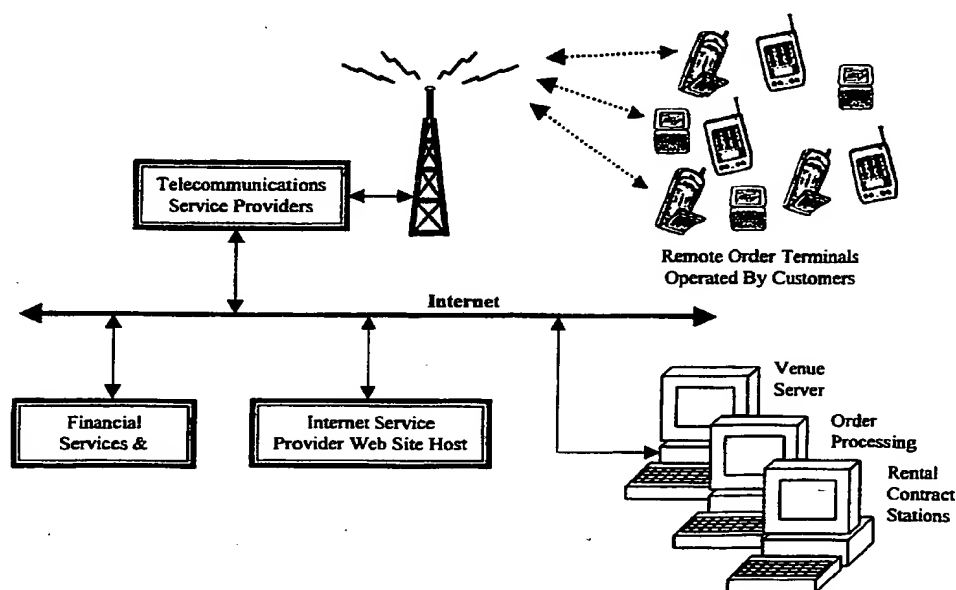 Telecommunications
Service Providers
Remote Order Terminals
Operated By Customers
Internet
Financial
Services &
Internet Service
Provider Web Site Host
Venue
Server
Order
Processing
Rental
Contract
Stations